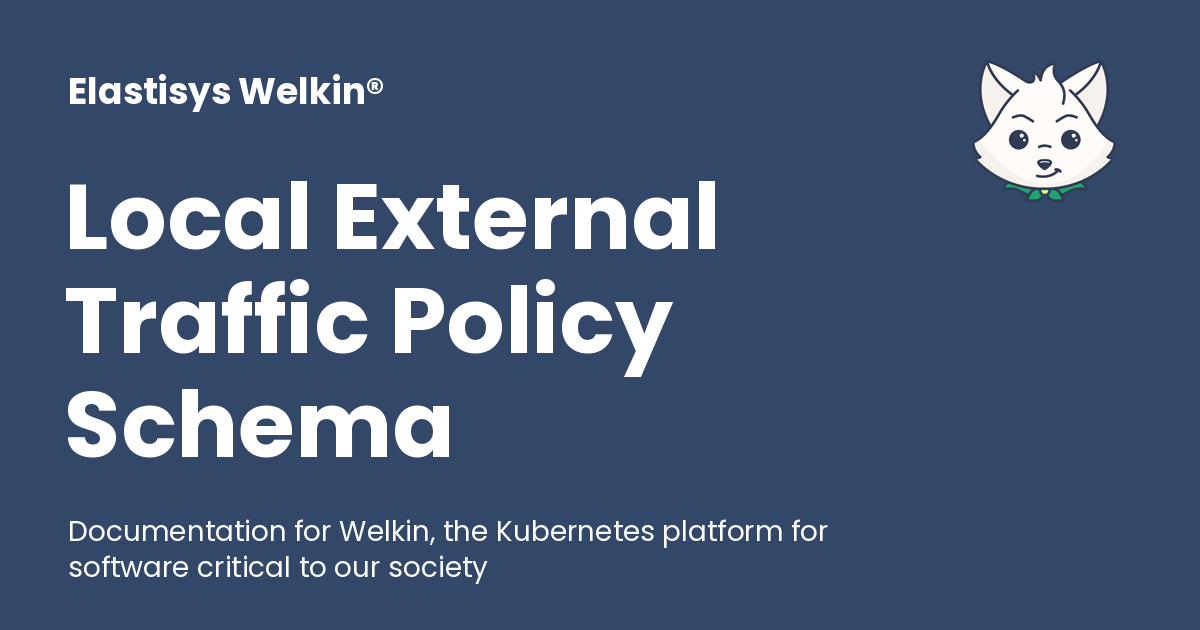 Elastisys Welkin®
Local External
Traffic Policy
Schema
Documentation for Welkin, the Kubernetes platform for
software critical to our society